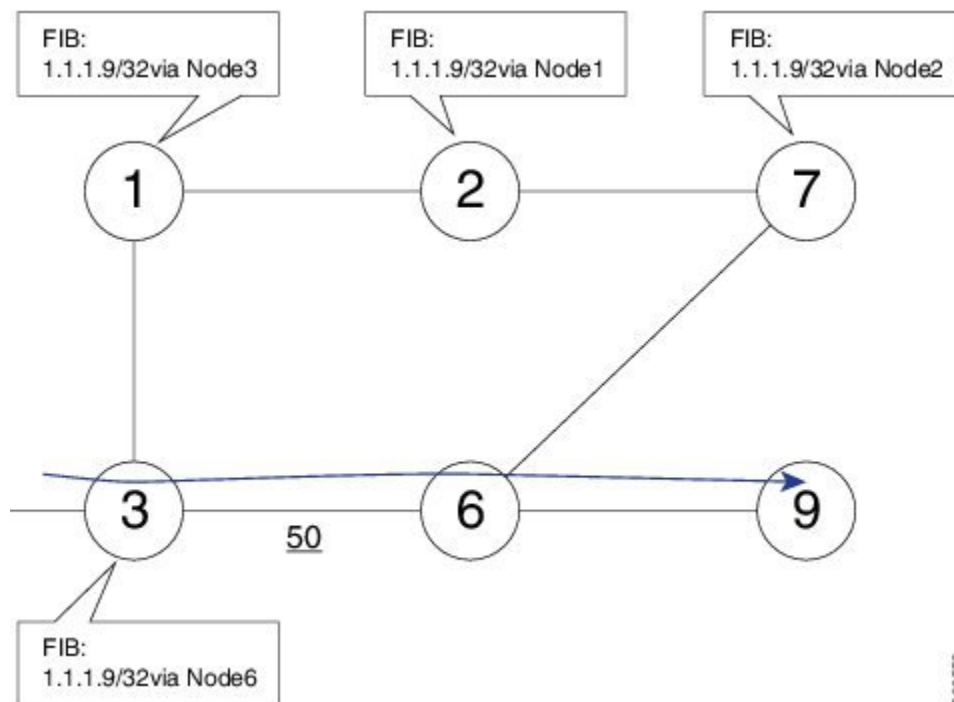 FIB:
1.1.1.9/32via Node3
FIB:
1.1.1.9/32via Node1
FIB:
1.1.1.9/32via Node2
1
2
7
3
6
9
50
FIB:
1.1.1.9/32via Node6